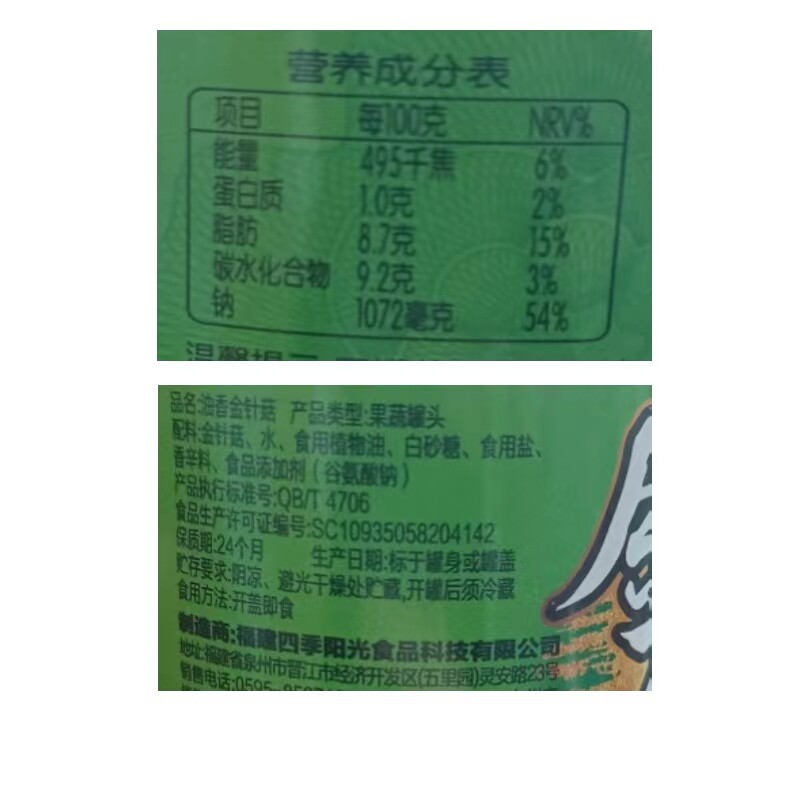 营养成分表
项目 每100克 NRV%
能量 495千焦 6%
蛋白质 1.0克 2%
脂肪 8.7克 15%
碳水化合物 9.2克 3%
钠 1072毫克 54%
温馨提示
品名:油香金针菇 产品类型:果蔬罐头
配料:金针菇、水、食用植物油、白砂糖、食用盐、
香辛料、食品添加剂(谷氨酸钠)
产品执行标准号:QB/T 4706
食品生产许可证编号:SC10935058204142
保质期:24个月 生产日期:标于罐身或罐盖
贮存要求:阴凉、避光干燥处贮藏,开罐后须冷藏
食用方法:开盖即食
制造商:福建四季阳光食品科技有限公司
地址:福建省泉州市晋江市经济开发区(五里园)灵安路23号
销售电话:0595-